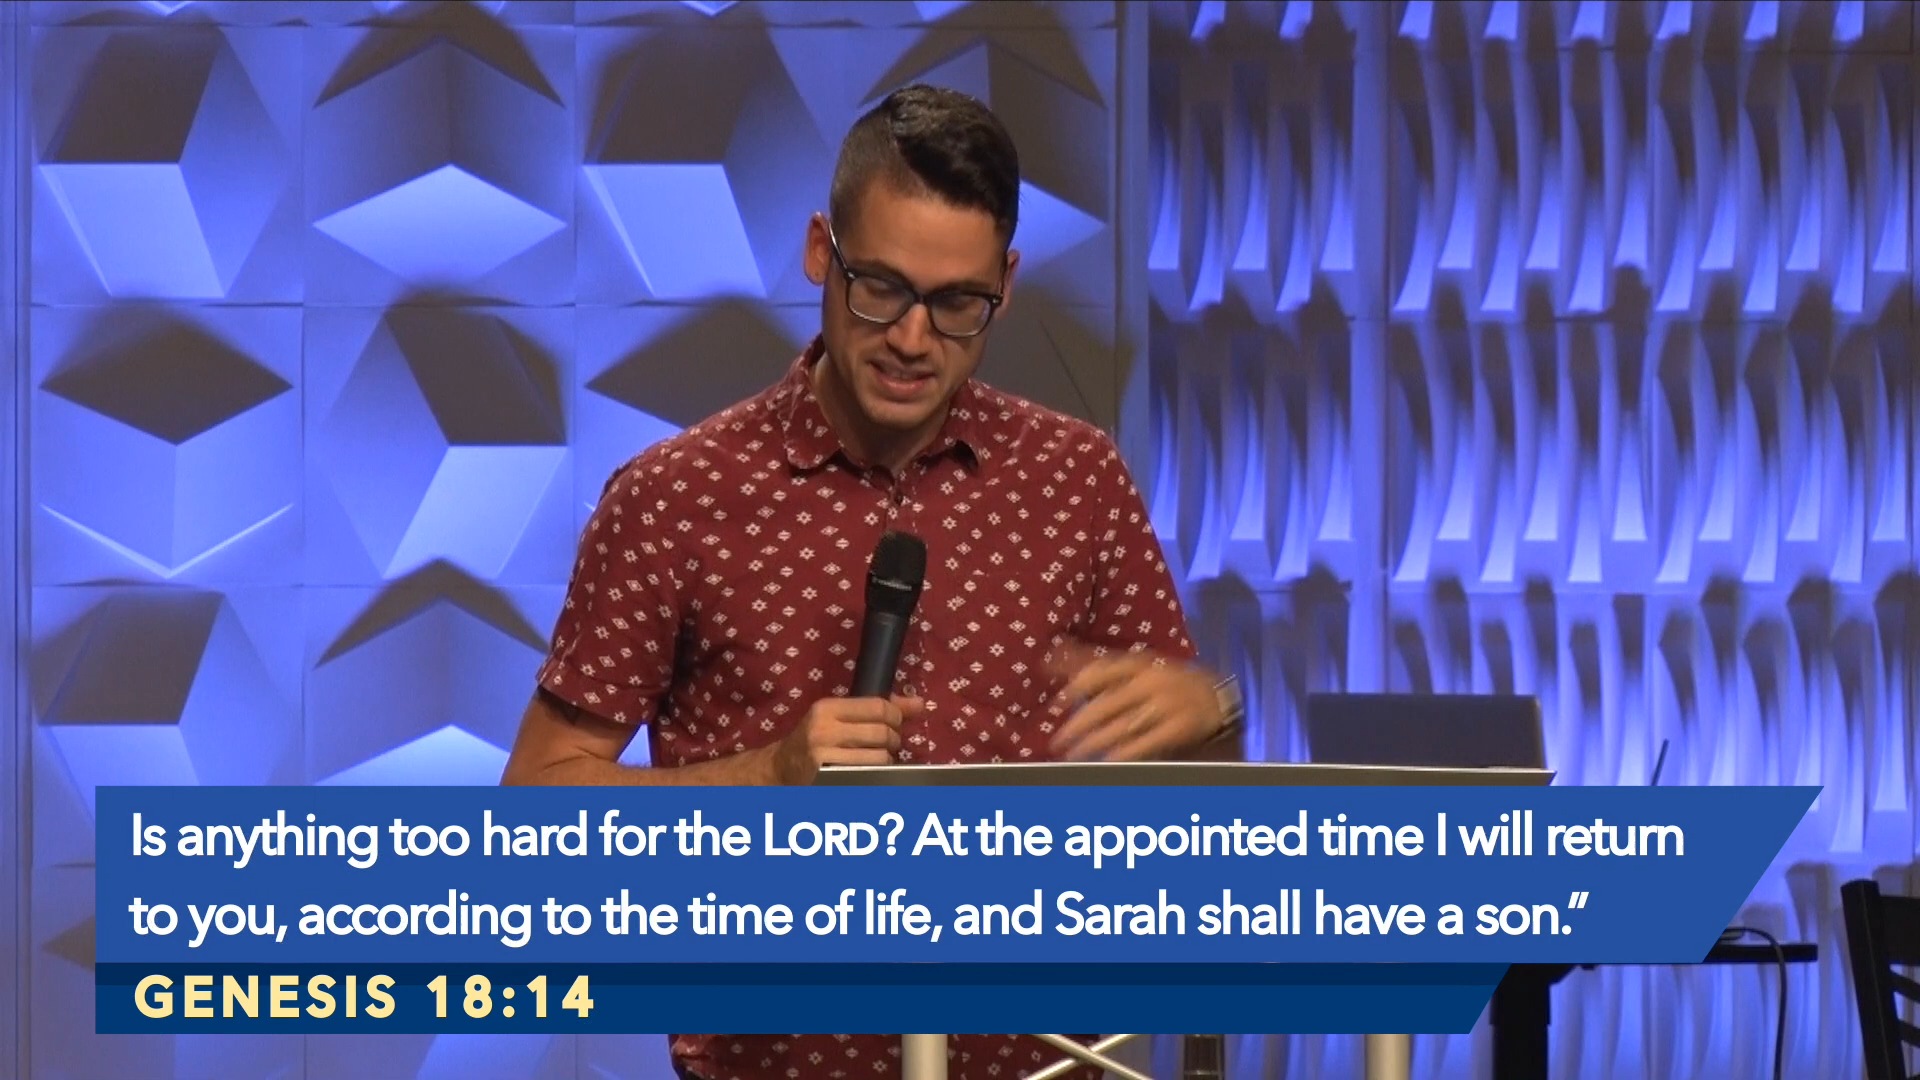 Is anything too hard for the LORD? At the appointed time I will return
to you, according to the time of life, and Sarah shall have a son.”
GENESIS 18:14